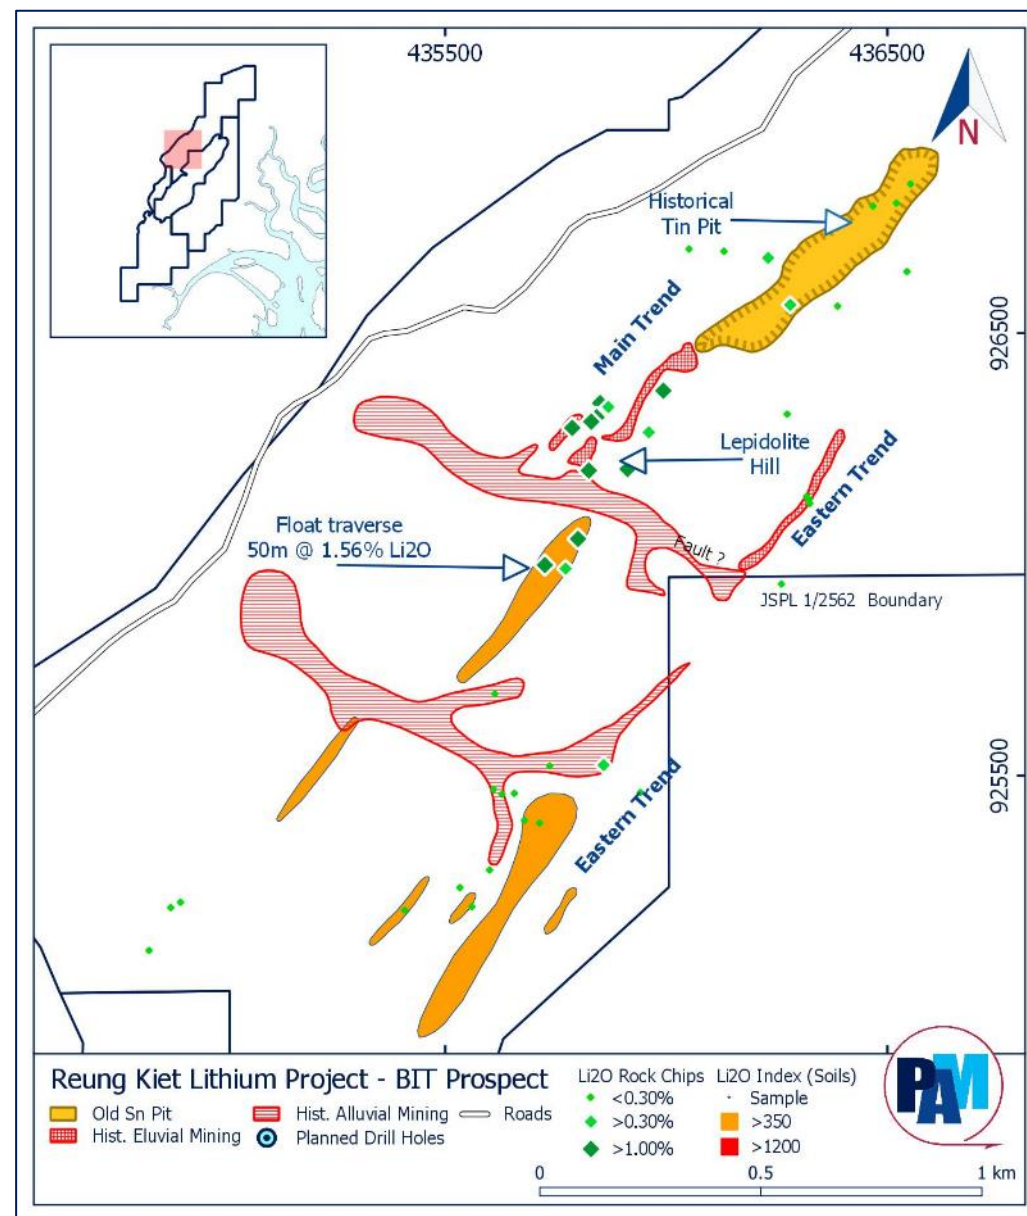 435500
436500
N
Historical
Tin Pit
926500
Main Trend
Lepidolite
Hill
Eastern Trend
Float traverse
50m @ 1.56% Li2O
Fault ?
JSPL 1/2562 Boundary
925500
Eastern Trend
Reung Kiet Lithium Project - BIT Prospect
Old Sn Pit
Hist. Alluvial Mining
Roads
Hist. Eluvial Mining
Planned Drill Holes
Li2O Rock Chips
<0.30%
>0.30%
>1.00%
Li2O Index (Soils)
Sample
>350
>1200
0
0.5
1 km
PAM